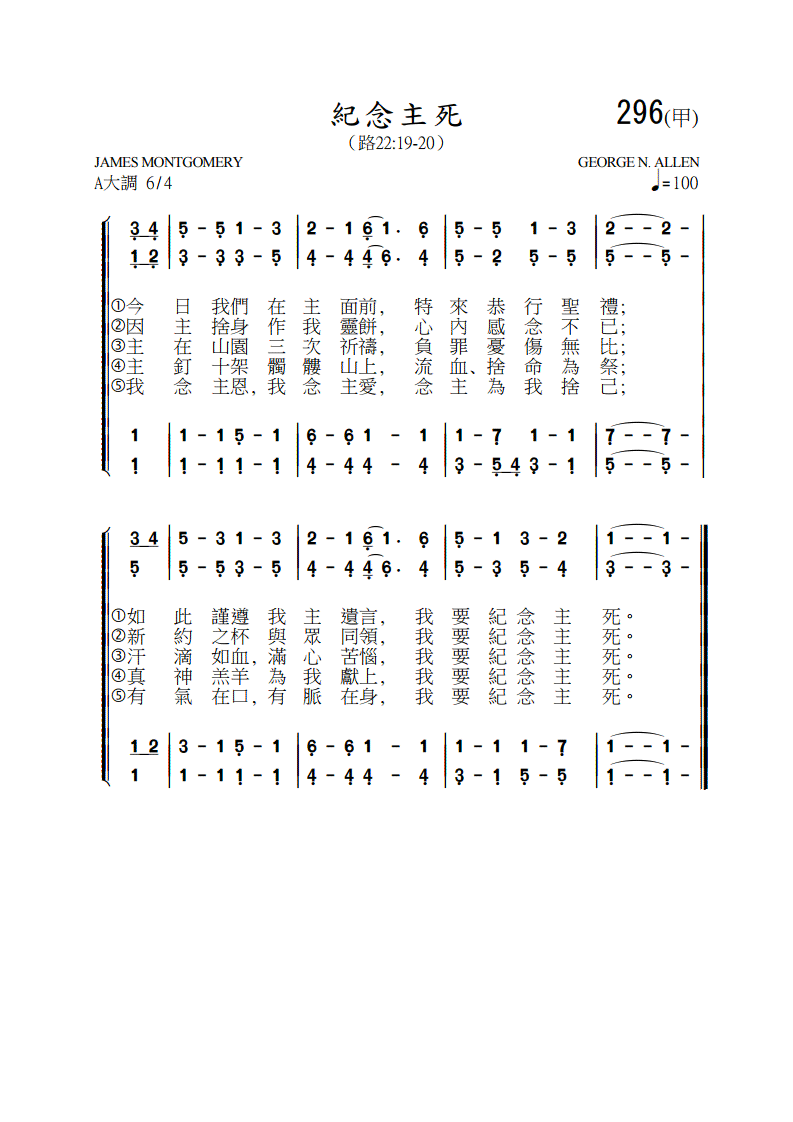 紀念主死
296(甲)
（路22:19-20）
JAMES MONTGOMERY
GEORGE N. ALLEN
A大調 6/4
♩=100
3 4 | 5 - 5 1 - 3 | 2 - 1 6 1 . 6 | 5 - 5 1 - 3 | 2 - - 2 - |
1 2 | 3 - 3 3 - 5 | 4 - 4 4 6 . 4 | 5 - 2 5 - 5 | 5 - - 5 - |
①今 日 我們 在 主 面前, 特 來 恭 行 聖 禮;
②因 主 捨身 作 我 靈餅, 心 內 感 念 不 已;
③主 在 山園 三 次 祈禱, 負 罪 憂 傷 無 比;
④主 釘 十架 髑 髏 山上, 流 血、捨 命 為 祭;
⑤我 念 主恩, 我 念 主愛, 念 主 為 我 捨 己;
1 | 1 - 1 5 - 1 | 6 - 6 1 - 1 | 1 - 7 1 - 1 | 7 - - 7 - |
1 | 1 - 1 1 - 1 | 4 - 4 4 - 4 | 3 - 5 4 3 - 1 | 5 - - 5 - |
3 4 | 5 - 3 1 - 3 | 2 - 1 6 1 . 6 | 5 - 1 3 - 2 | 1 - - 1 - |
5 | 5 - 5 3 - 5 | 4 - 4 4 6 . 4 | 5 - 3 5 - 4 | 3 - - 3 - |
①如 此 謹遵 我 主 遺言, 我 要 紀 念 主 死。
②新 約 之杯 與 眾 同領, 我 要 紀 念 主 死。
③汗 滴 如血, 滿 心 苦惱, 我 要 紀 念 主 死。
④真 神 羔羊 為 我 獻上, 我 要 紀 念 主 死。
⑤有 氣 在口, 有 脈 在身, 我 要 紀 念 主 死。
1 2 | 3 - 1 5 - 1 | 6 - 6 1 - 1 | 1 - 1 1 - 7 | 1 - - 1 - |
1 | 1 - 1 1 - 1 | 4 - 4 4 - 4 | 3 - 1 5 - 5 | 1 - - 1 - |